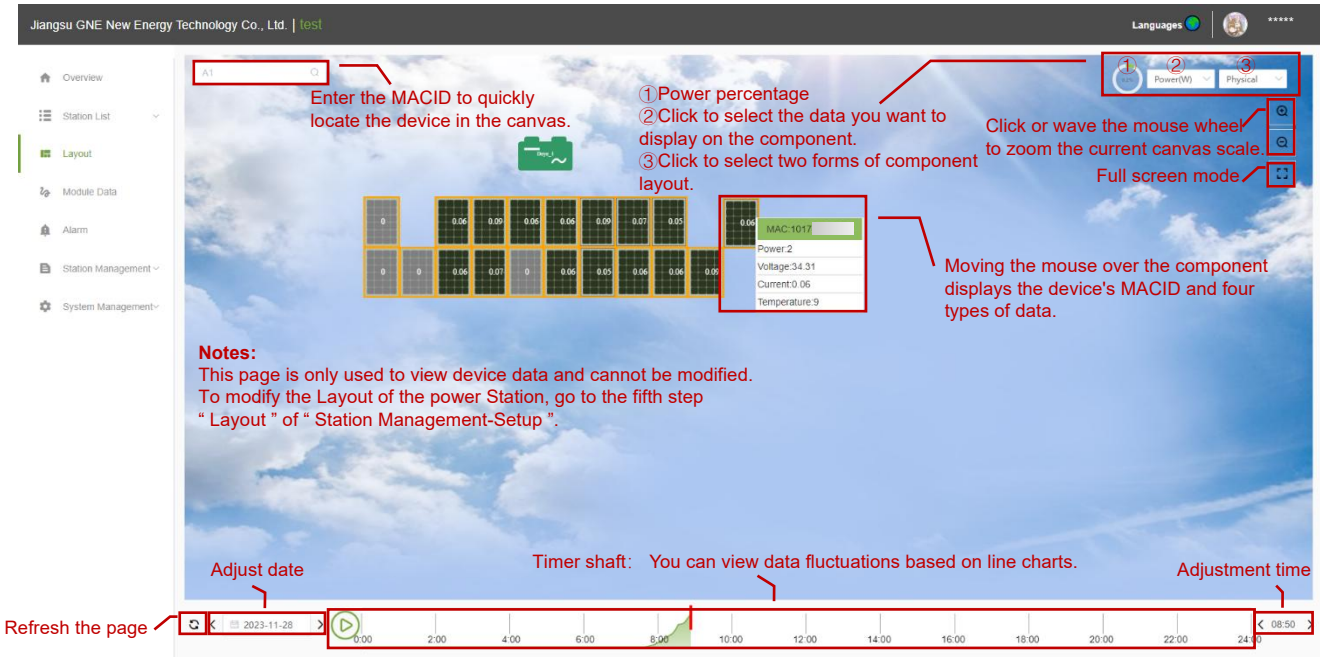 Jiangsu GNE New Energy Technology Co., Ltd. | test
Languages
*****
Overview
Station List
Layout
Module Data
Alarm
Station Management
System Management
A1
Enter the MACID to quickly
locate the device in the canvas.
①Power percentage
②Click to select the data you want to
display on the component.
③Click to select two forms of component
layout.
① ② ③
Power(W) Physical
Click or wave the mouse wheel
to zoom the current canvas scale.
Full screen mode
0 0.06 0.09 0.06 0.06 0.09 0.07 0.05 0.06
0 0 0.06 0.07 0 0.06 0.05 0.06 0.06 0.09
MAC:1017
Power:2
Voltage:34.31
Current:0.06
Temperature:9
Moving the mouse over the component
displays the device's MACID and four
types of data.
Notes:
This page is only used to view device data and cannot be modified.
To modify the Layout of the power Station, go to the fifth step
“ Layout ” of “ Station Management-Setup ”.
Adjust date
Timer shaft: You can view data fluctuations based on line charts.
Adjustment time
Refresh the page
2023-11-28
0:00 2:00 4:00 6:00 8:00 10:00 12:00 14:00 16:00 18:00 20:00 22:00 24:00
08:50